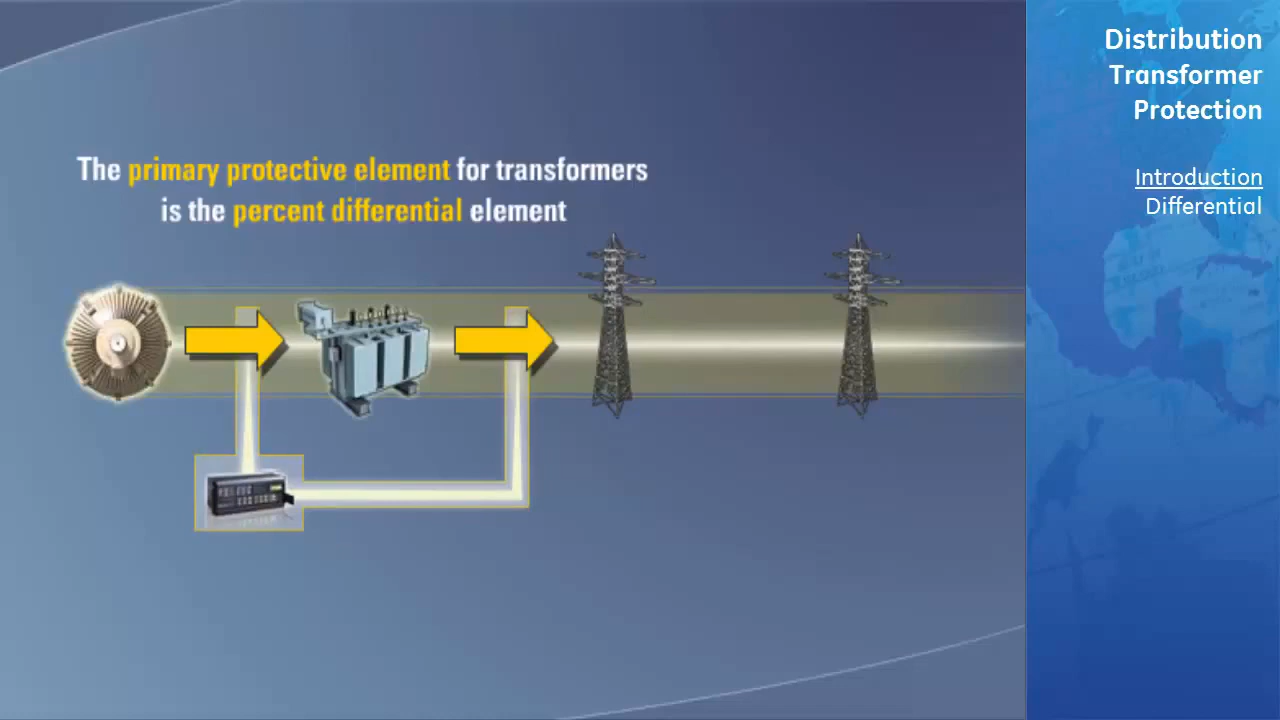 The primary protective element for transformers
is the percent differential element
Distribution
Transformer
Protection
Introduction
Differential